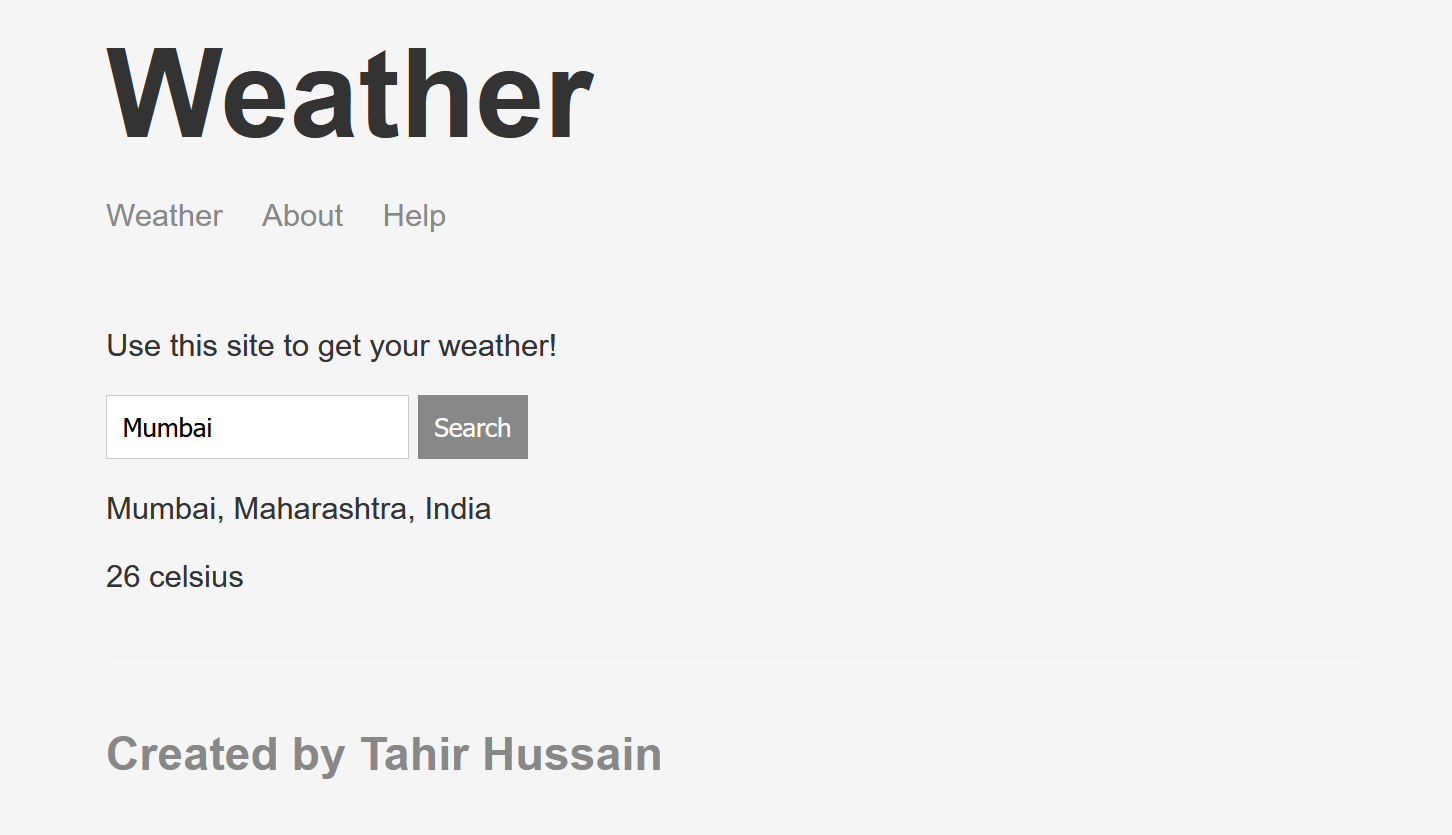 Weather
Weather About Help
Use this site to get your weather!
Mumbai Search
Mumbai, Maharashtra, India
26 celsius
Created by Tahir Hussain